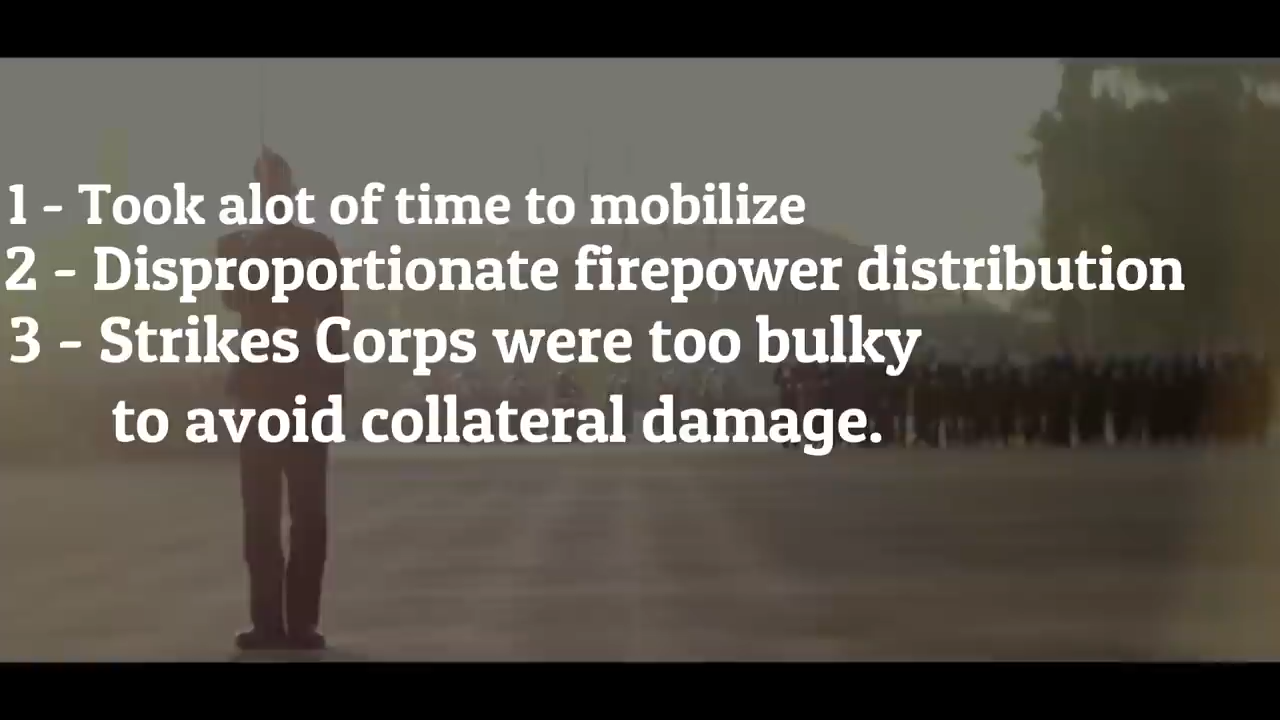 1 - Took alot of time to mobilize
2 - Disproportionate firepower distribution
3 - Strikes Corps were too bulky
to avoid collateral damage.